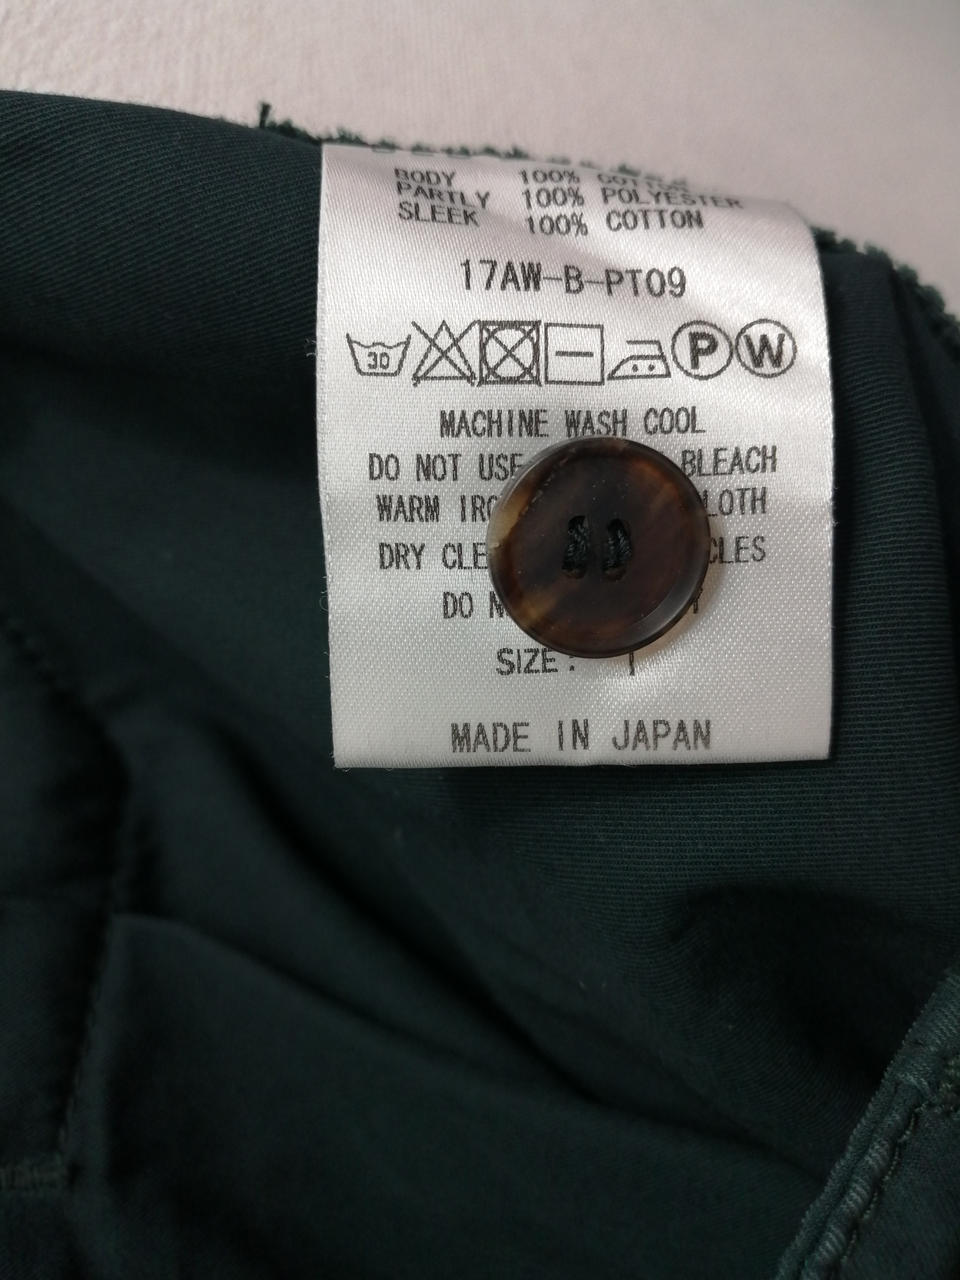 BODY 100% COTTON
PARTLY 100% POLYESTER
SLEEK 100% COTTON
17AW-B-PT09
30 P W
MACHINE WASH COOL
DO NOT USE BLEACH
WARM
DRY
DO
SIZE:
MADE IN JAPAN